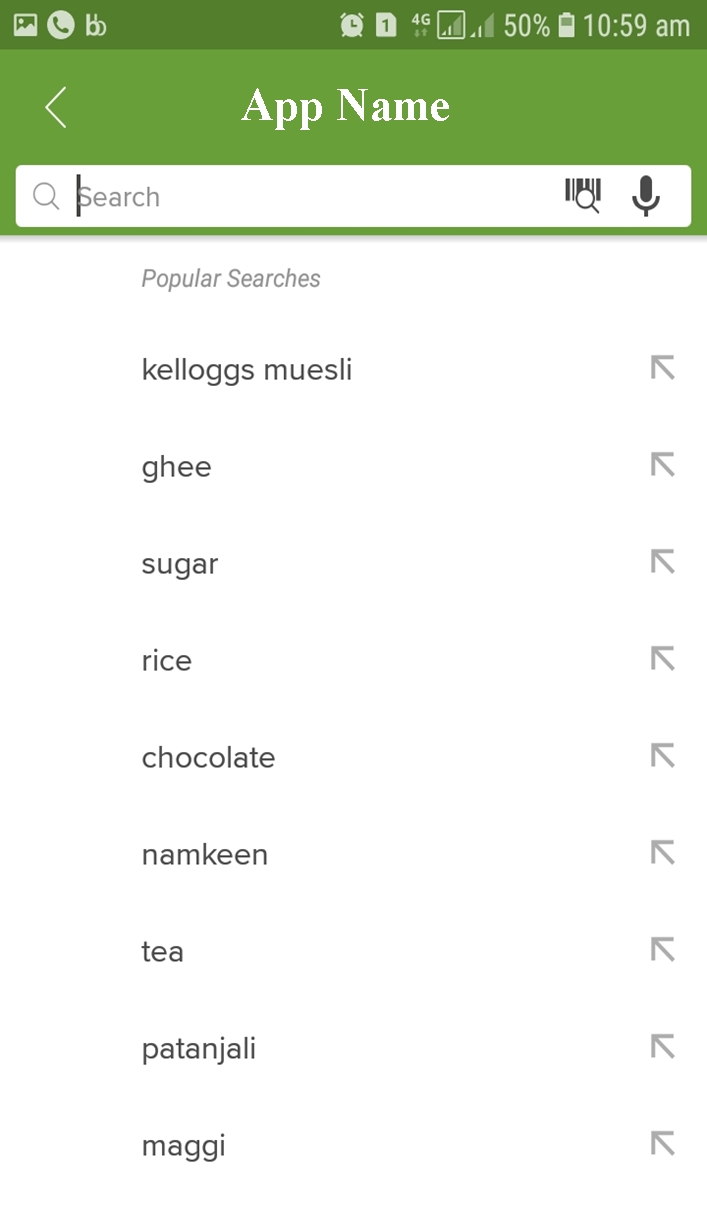 bb 1 4G 50% 10:59 am
App Name
Search
Popular Searches
kelloggs muesli
ghee
sugar
rice
chocolate
namkeen
tea
patanjali
maggi